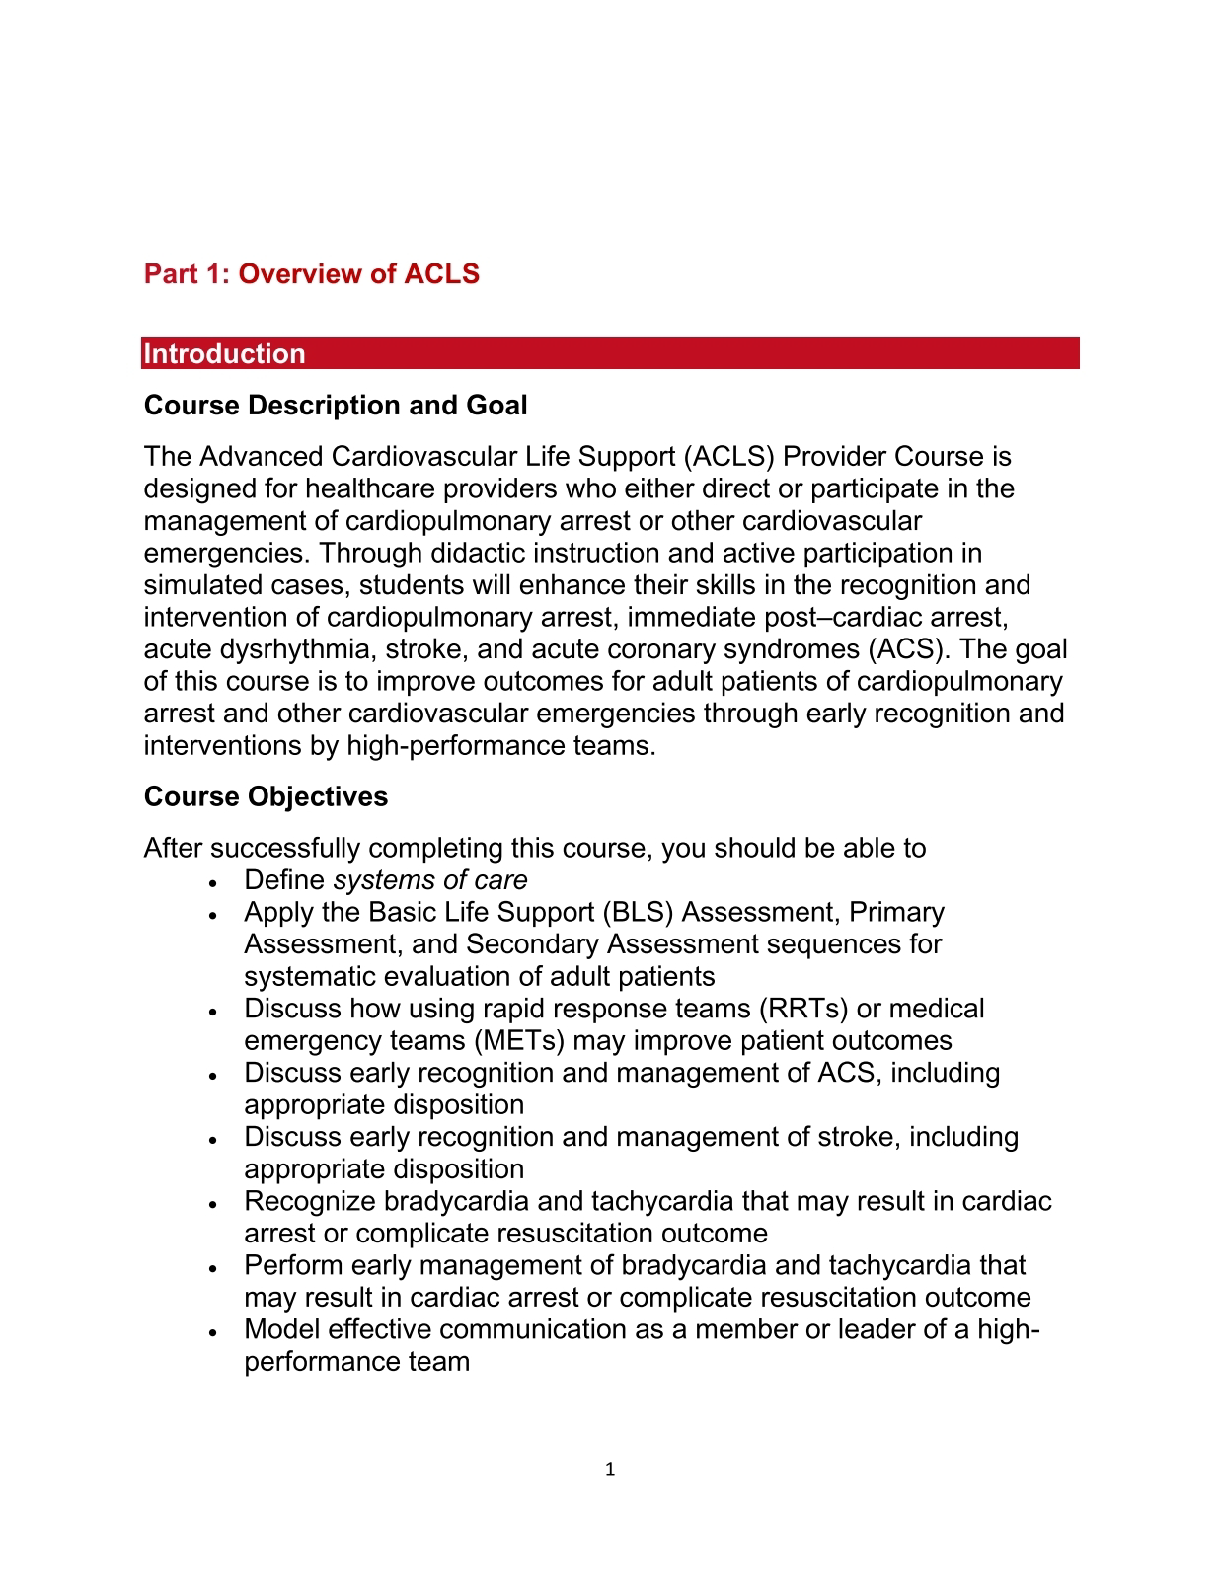 Part 1: Overview of ACLS
Introduction
Course Description and Goal
The Advanced Cardiovascular Life Support (ACLS) Provider Course is
designed for healthcare providers who either direct or participate in the
management of cardiopulmonary arrest or other cardiovascular
emergencies. Through didactic instruction and active participation in
simulated cases, students will enhance their skills in the recognition and
intervention of cardiopulmonary arrest, immediate post–cardiac arrest,
acute dysrhythmia, stroke, and acute coronary syndromes (ACS). The goal
of this course is to improve outcomes for adult patients of cardiopulmonary
arrest and other cardiovascular emergencies through early recognition and
interventions by high-performance teams.
Course Objectives
After successfully completing this course, you should be able to
• Define systems of care
• Apply the Basic Life Support (BLS) Assessment, Primary
Assessment, and Secondary Assessment sequences for
systematic evaluation of adult patients
• Discuss how using rapid response teams (RRTs) or medical
emergency teams (METs) may improve patient outcomes
• Discuss early recognition and management of ACS, including
appropriate disposition
• Discuss early recognition and management of stroke, including
appropriate disposition
• Recognize bradycardia and tachycardia that may result in cardiac
arrest or complicate resuscitation outcome
• Perform early management of bradycardia and tachycardia that
may result in cardiac arrest or complicate resuscitation outcome
• Model effective communication as a member or leader of a high-
performance team
1